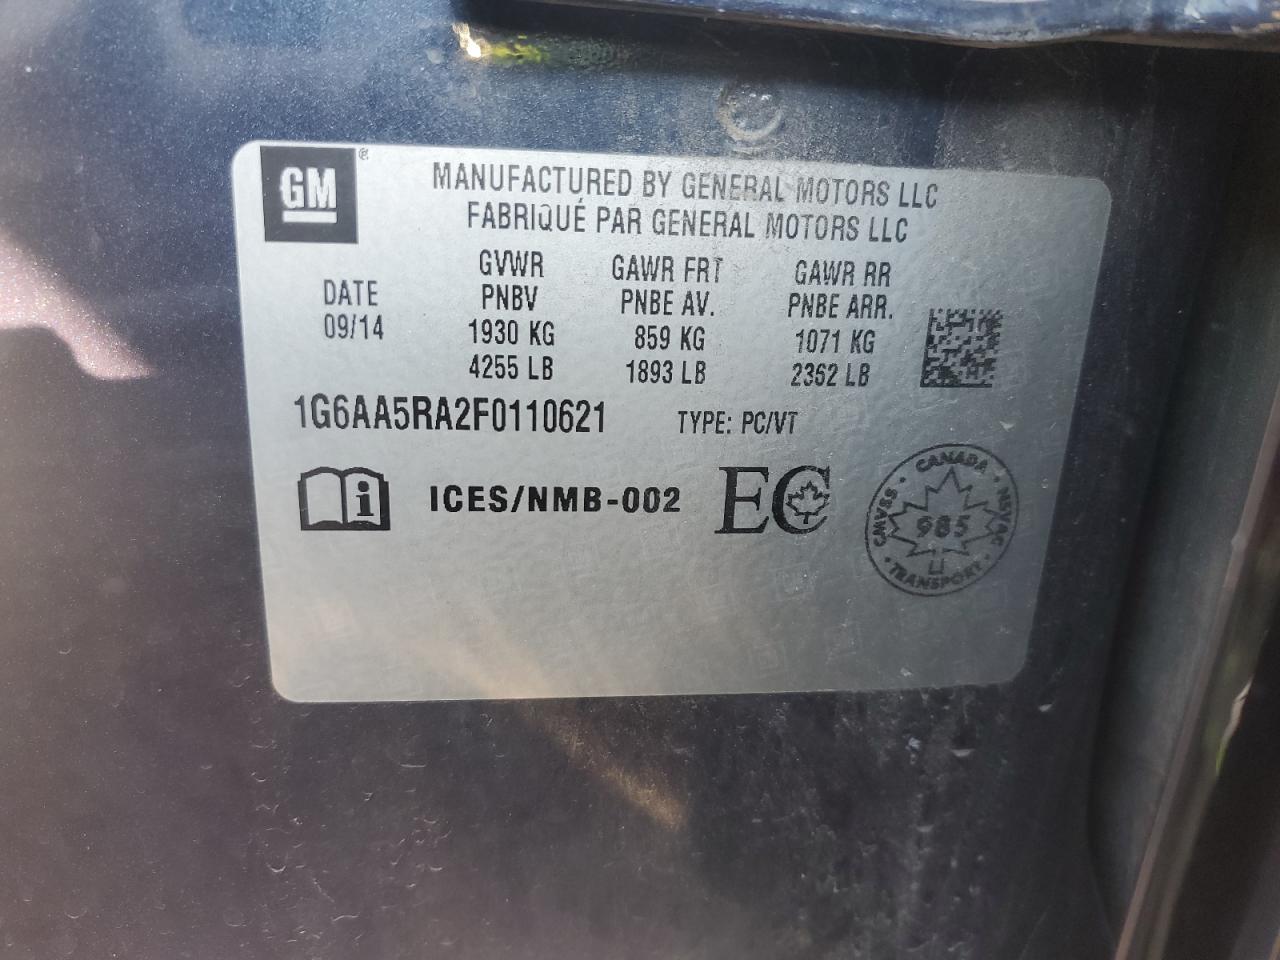 GM ®
MANUFACTURED BY GENERAL MOTORS LLC
FABRIQUÉ PAR GENERAL MOTORS LLC
GVWR GAWR FRT GAWR RR
DATE PNBV PNBE AV. PNBE ARR.
09/14 1930 KG 859 KG 1071 KG
4255 LB 1893 LB 2362 LB
1G6AA5RA2F0110621 TYPE: PC/VT
i ICES/NMB-002 EC
CANADA
CMVSS 985 NSVAC
TRANSPORT